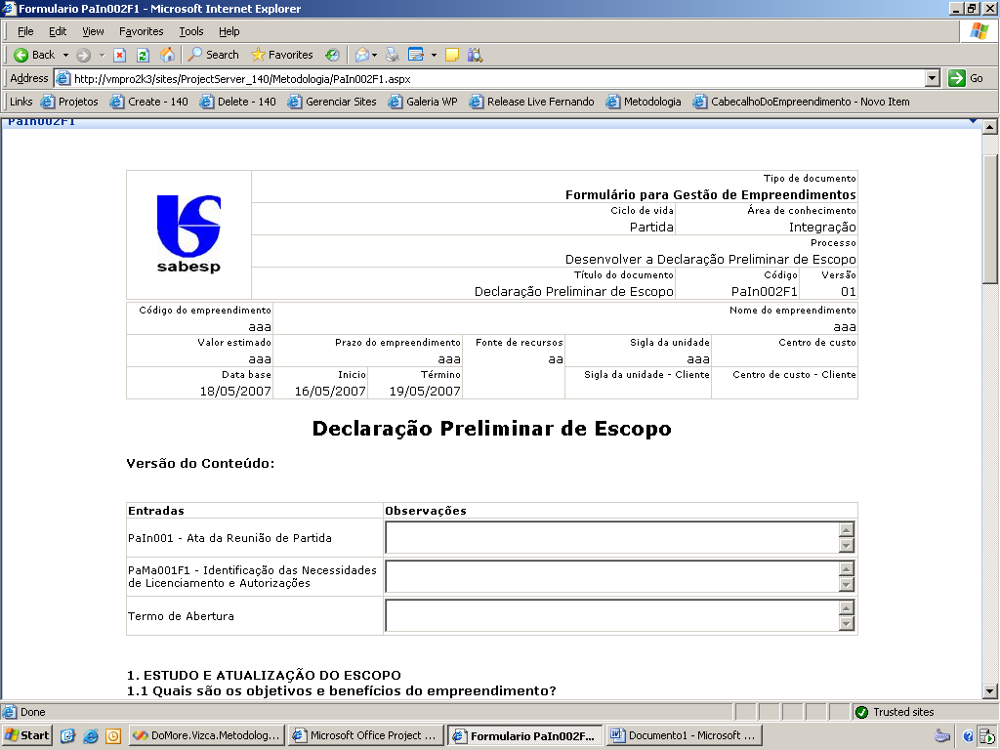 Formulario PaIn002F1 - Microsoft Internet Explorer
File Edit View Favorites Tools Help
Back Search Favorites
Address http://vmpro2k3/sites/ProjectServer_140/Metodologia/PaIn002F1.aspx Go
Links Projetos Create - 140 Delete - 140 Gerenciar Sites Galeria WP Release Live Fernando Metodologia CabecalhoDoEmpreendimento - Novo Item
PaIn002F1
sabesp
Tipo de documento
Formulário para Gestão de Empreendimentos
Ciclo de vida Área de conhecimento
Partida Integração
Processo
Desenvolver a Declaração Preliminar de Escopo
Título do documento Código Versão
Declaração Preliminar de Escopo PaIn002F1 01
Código do empreendimento Nome do empreendimento
aaa aaa
Valor estimado Prazo do empreendimento Fonte de recursos Sigla da unidade Centro de custo
aaa aaa aa aaa
Data base Inicio Término Sigla da unidade - Cliente Centro de custo - Cliente
18/05/2007 16/05/2007 19/05/2007
Declaração Preliminar de Escopo
Versão do Conteúdo:
Entradas Observações
PaIn001 - Ata da Reunião de Partida
PaMa001F1 - Identificação das Necessidades
de Licenciamento e Autorizações
Termo de Abertura
1. ESTUDO E ATUALIZAÇÃO DO ESCOPO
1.1 Quais são os objetivos e benefícios do empreendimento?
Done Trusted sites
Start DoMore.Vizca.Metodolog... Microsoft Office Project ... Formulario PaIn002F... Documento1 - Microsoft ...